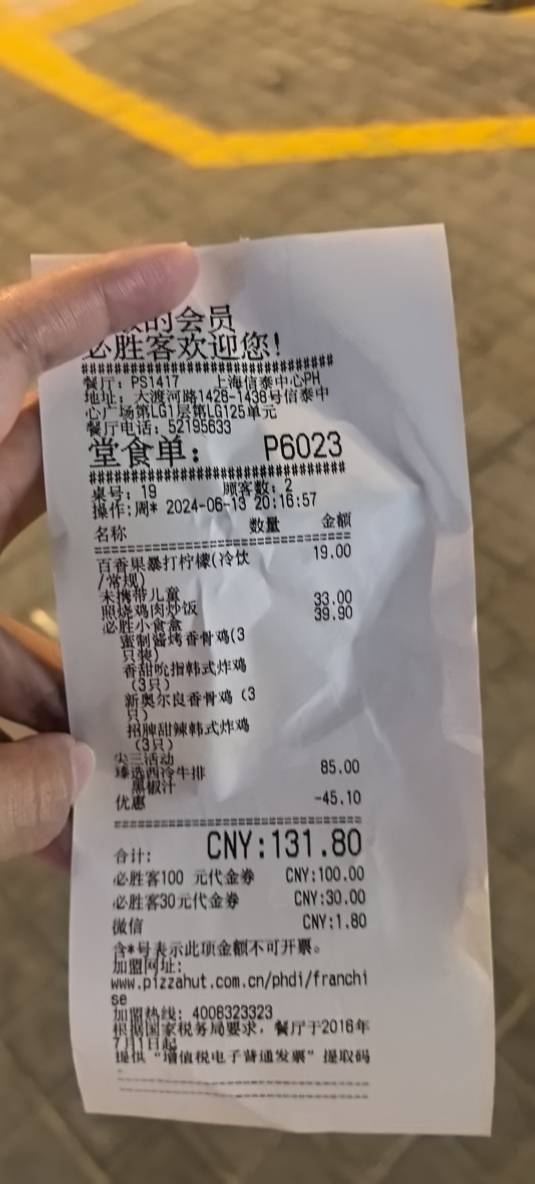 的会员
必胜客欢迎您!
##################################
餐厅: PS1417 上海信泰中心PH
地址: 大渡河路1428-1438号信泰中
心广场第LG1层第LG125单元
餐厅电话: 52195633
堂食单: P6023
##################################
桌号: 19 顾客数: 2
操作:周* 2024-06-13 20:16:57
名称 数量 金额
==================================
百香果暴打柠檬(冷饮 19.00
/常规)
未携带儿童
照烧鸡肉炒饭 33.00
必胜小食盒 39.90
蜜制酱烤香骨鸡(3
只装)
香甜吮指韩式炸鸡
(3只)
新奥尔良香骨鸡 (3
只)
招牌甜辣韩式炸鸡
(3只)
尖三活动
臻选西冷牛排 85.00
黑椒汁
优惠 -45.10
==================================
合计: CNY:131.80
必胜客100 元代金券 CNY:100.00
必胜客30元代金券 CNY:30.00
微信 CNY:1.80
含*号表示此项金额不可开票。
加盟网址:
www.pizzahut.com.cn/phdi/franchi
se
加盟热线: 4006323323
根据国家税务局要求, 餐厅于2016年
7月1日起
提供 "增值税电子普通发票" 提取码
。